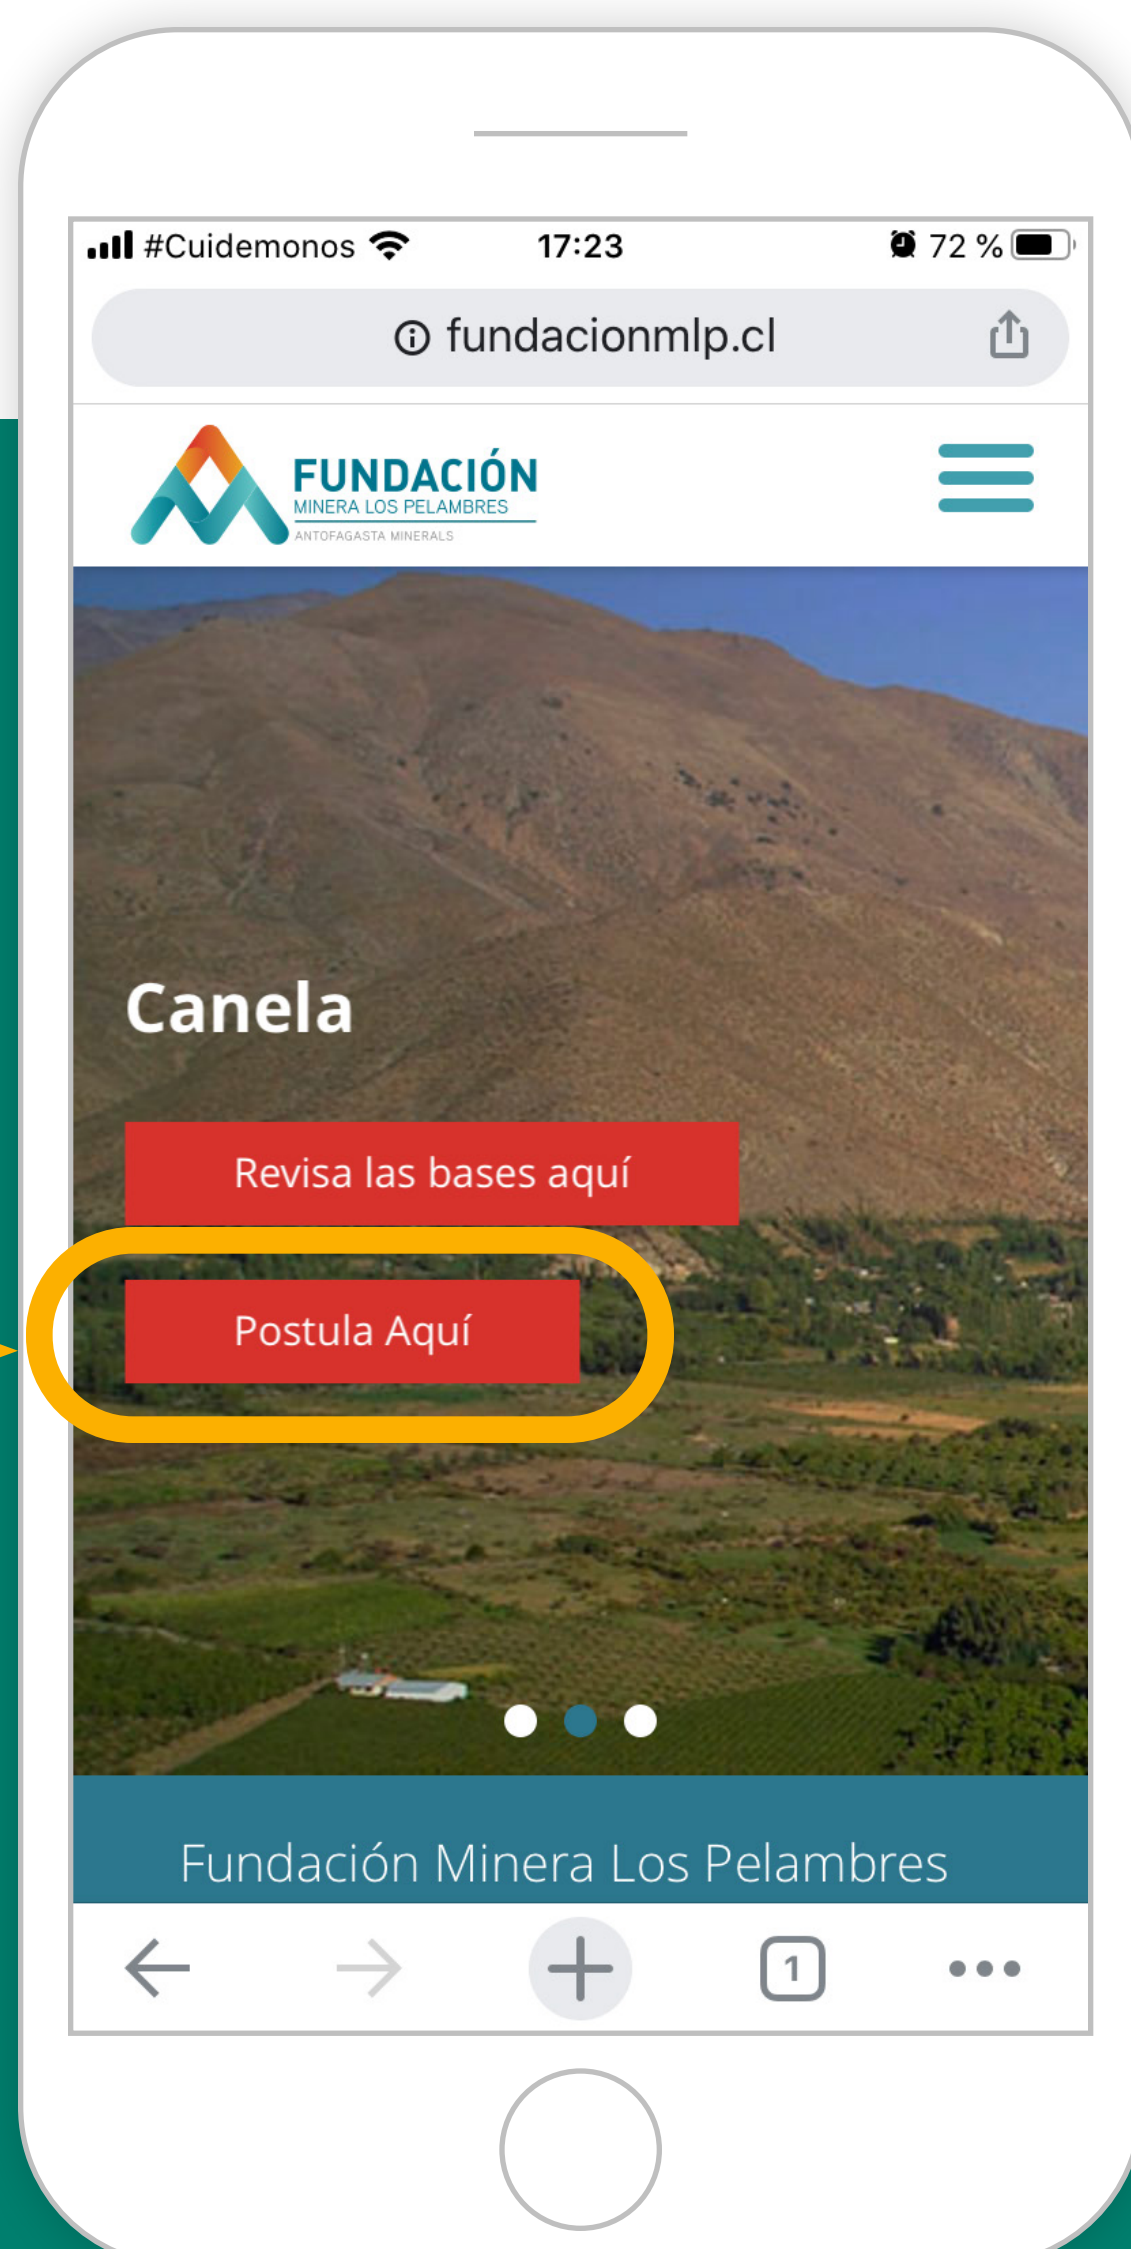 #Cuidemonos 17:23 72 %
fundacionmlp.cl
FUNDACIÓN
MINERA LOS PELAMBRES
ANTOFAGASTA MINERALS
Canela
Revisa las bases aquí
Postula Aquí
Fundación Minera Los Pelambres
1